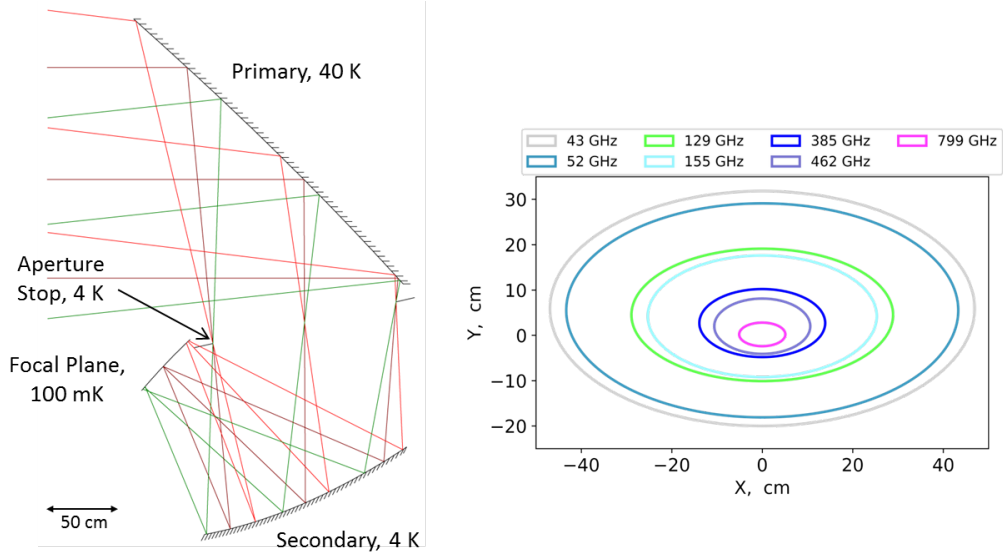 Primary, 40 K
Aperture
Stop, 4 K
Focal Plane,
100 mK
50 cm
Secondary, 4 K
43 GHz 129 GHz 385 GHz 799 GHz
52 GHz 155 GHz 462 GHz
30
20
10
0
−10
−20
Y, cm
−40 −20 0 20 40
X, cm